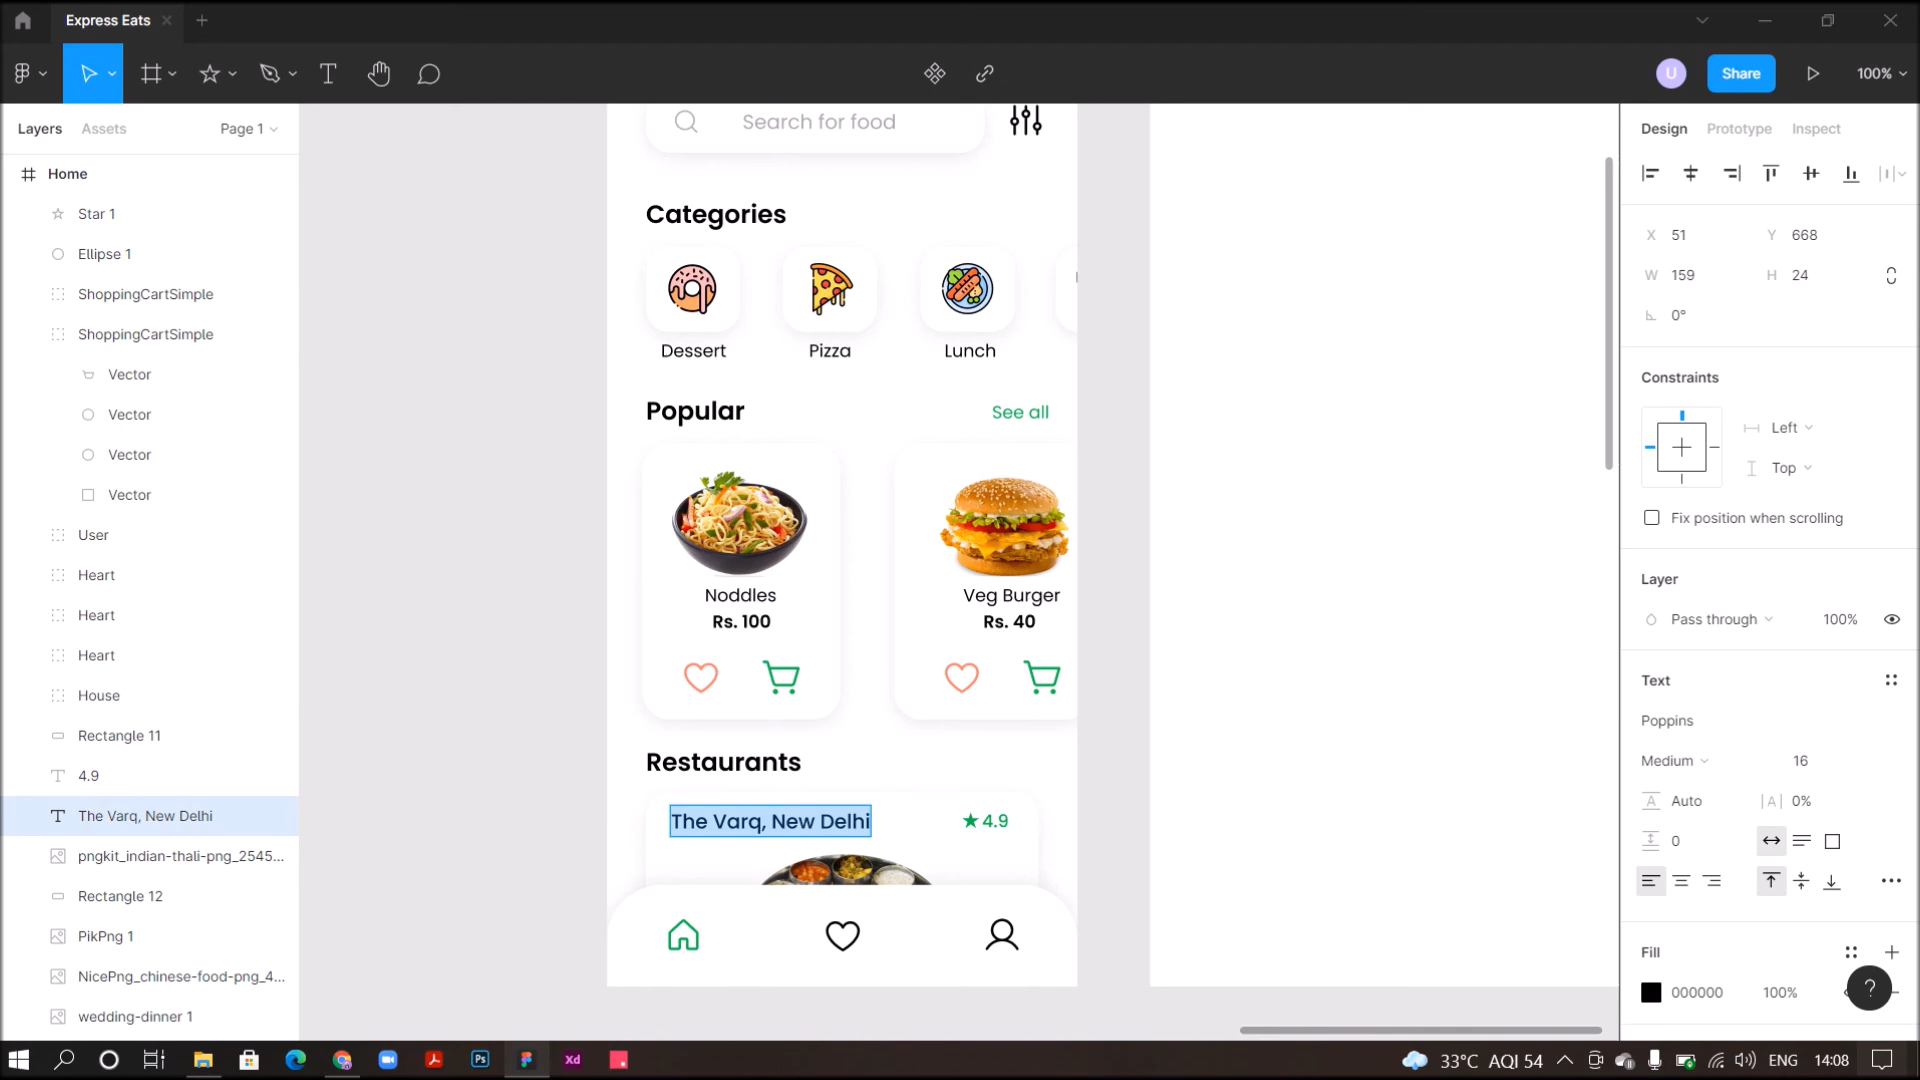 Express Eats
U
Share
100%
Layers
Assets
Page 1
Design
Prototype
Inspect
Home
Star 1
Ellipse 1
ShoppingCartSimple
ShoppingCartSimple
Vector
Vector
Vector
Vector
User
Heart
Heart
Heart
House
Rectangle 11
4.9
The Varq, New Delhi
pngkit_indian-thali-png_2545...
Rectangle 12
PikPng 1
NicePng_chinese-food-png_4...
wedding-dinner 1
Search for food
Categories
Dessert
Pizza
Lunch
Popular
See all
Noddles
Rs. 100
Veg Burger
Rs. 40
Restaurants
The Varq, New Delhi
4.9
X 51
Y 668
W 159
H 24
0°
Constraints
Left
Top
Fix position when scrolling
Layer
Pass through
100%
Text
Poppins
Medium
16
A Auto
|A| 0%
0
Fill
000000
100%
?
Ps
Xd
33°C AQI 54
ENG
14:08